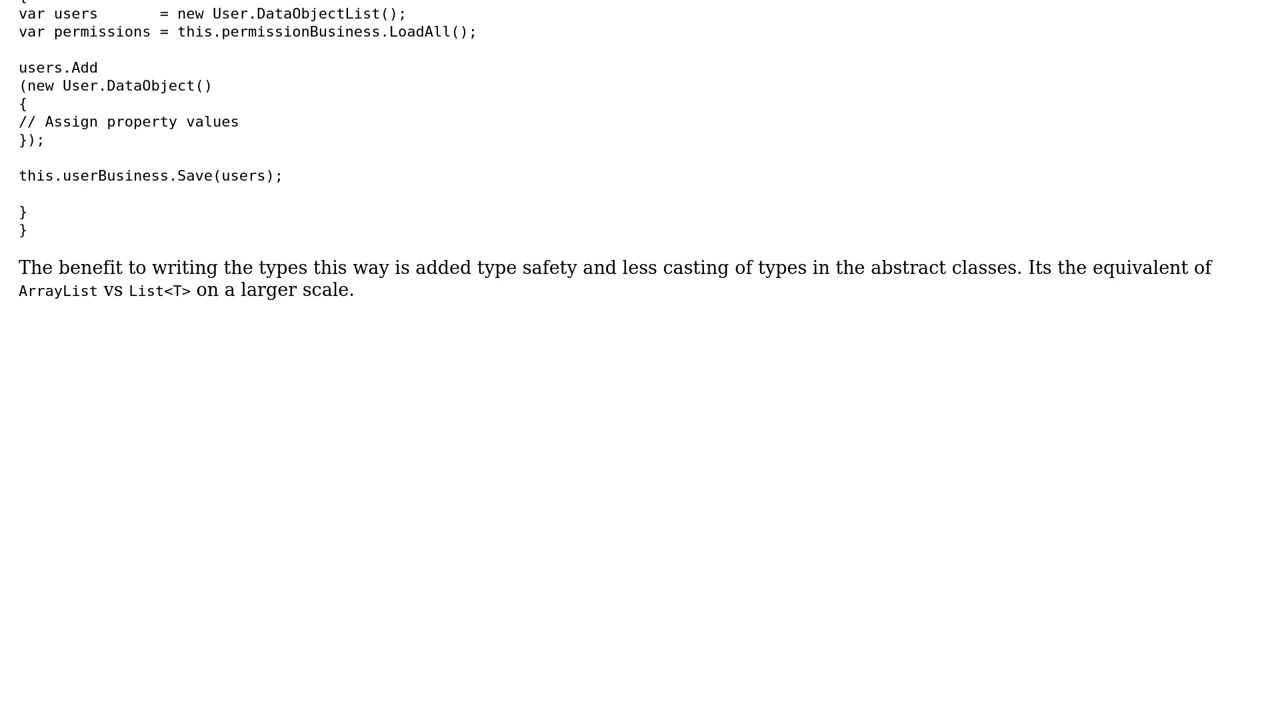 {
var users       = new User.DataObjectList();
var permissions = this.permissionBusiness.LoadAll();

users.Add
(new User.DataObject()
{
// Assign property values
});

this.userBusiness.Save(users);

}
}

The benefit to writing the types this way is added type safety and less casting of types in the abstract classes. Its the equivalent of
ArrayList vs List<T> on a larger scale.